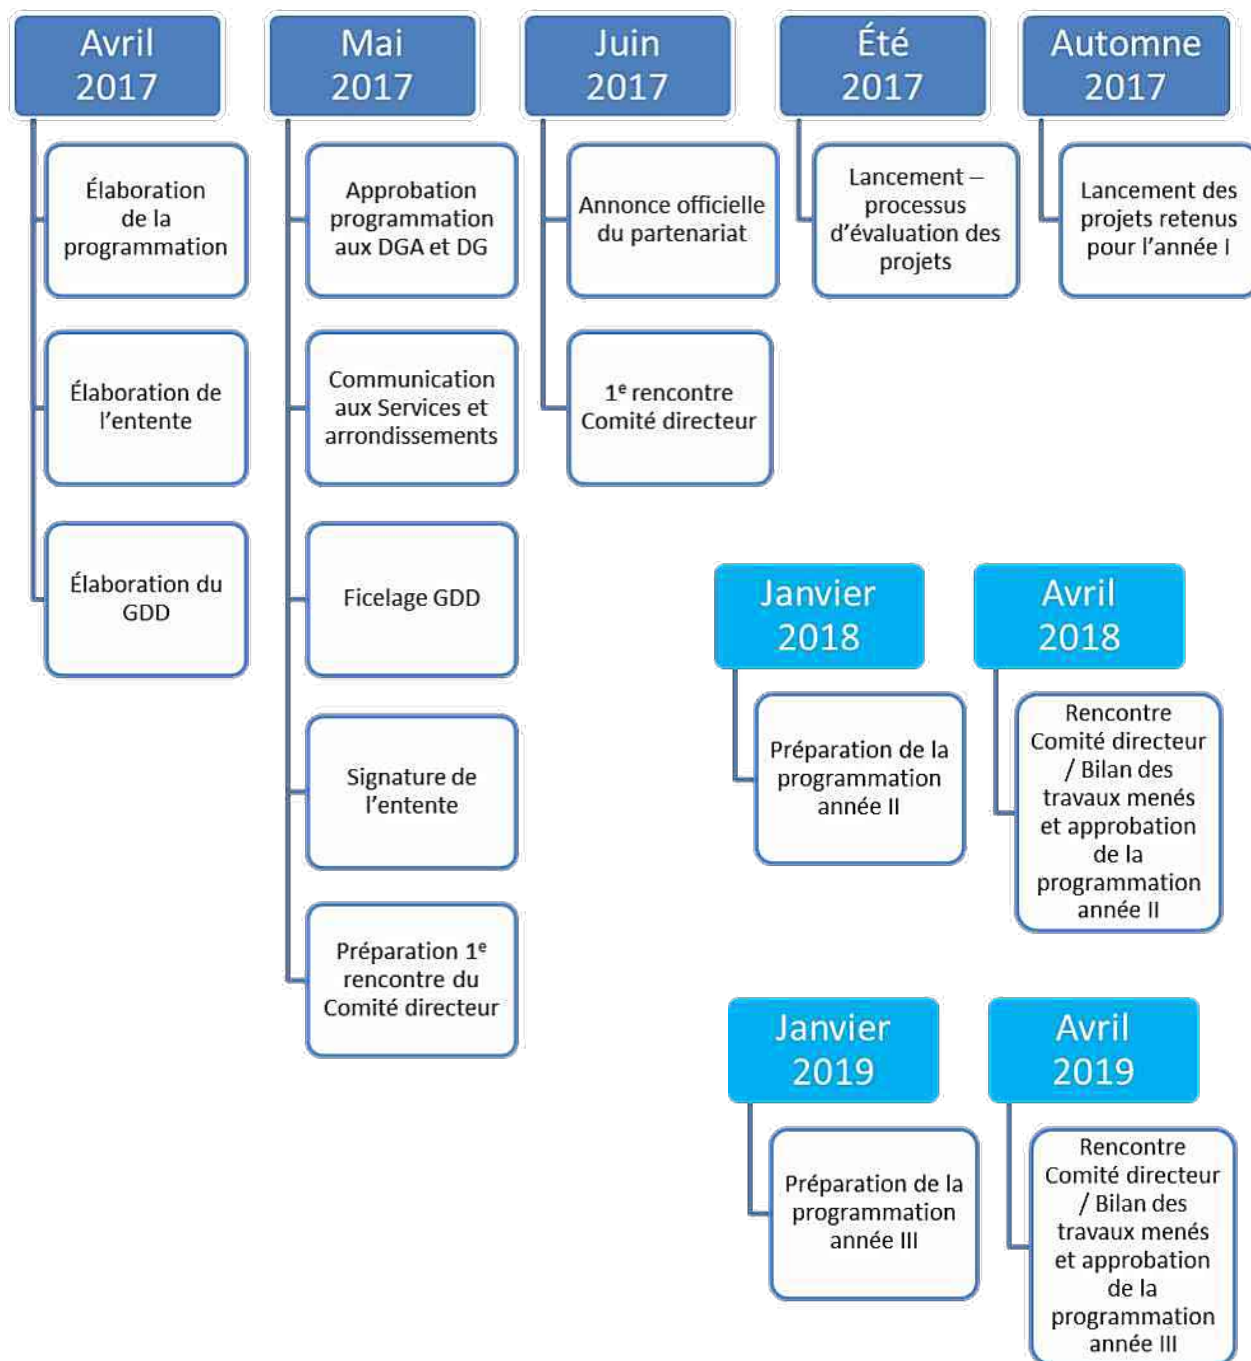 Avril
2017
Élaboration
de la
programmation
Élaboration de
l'entente
Élaboration du
GDD
Mai
2017
Approbation
programmation
aux DGA et DG
Communication
aux Services et
arrondissements
Ficelage GDD
Signature de
l'entente
Préparation 1e
rencontre du
Comité directeur
Juin
2017
Annonce officielle
du partenariat
1e rencontre
Comité directeur
Été
2017
Lancement –
processus
d'évaluation des
projets
Automne
2017
Lancement des
projets retenus
pour l'année I
Janvier
2018
Préparation de la
programmation
année II
Avril
2018
Rencontre
Comité directeur
/ Bilan des
travaux menés
et approbation
de la
programmation
année II
Janvier
2019
Préparation de la
programmation
année III
Avril
2019
Rencontre
Comité directeur
/ Bilan des
travaux menés
et approbation
de la
programmation
année III